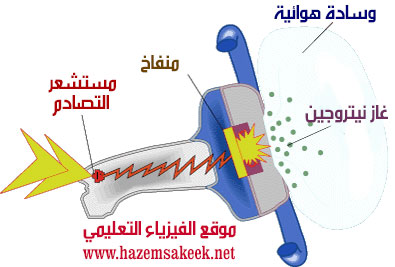 وسادة هوائية
منفاخ
مستشعر
التصادم
غاز نيتروجين
موقع الفيزياء التعليمي
www.hazemsakeek.net